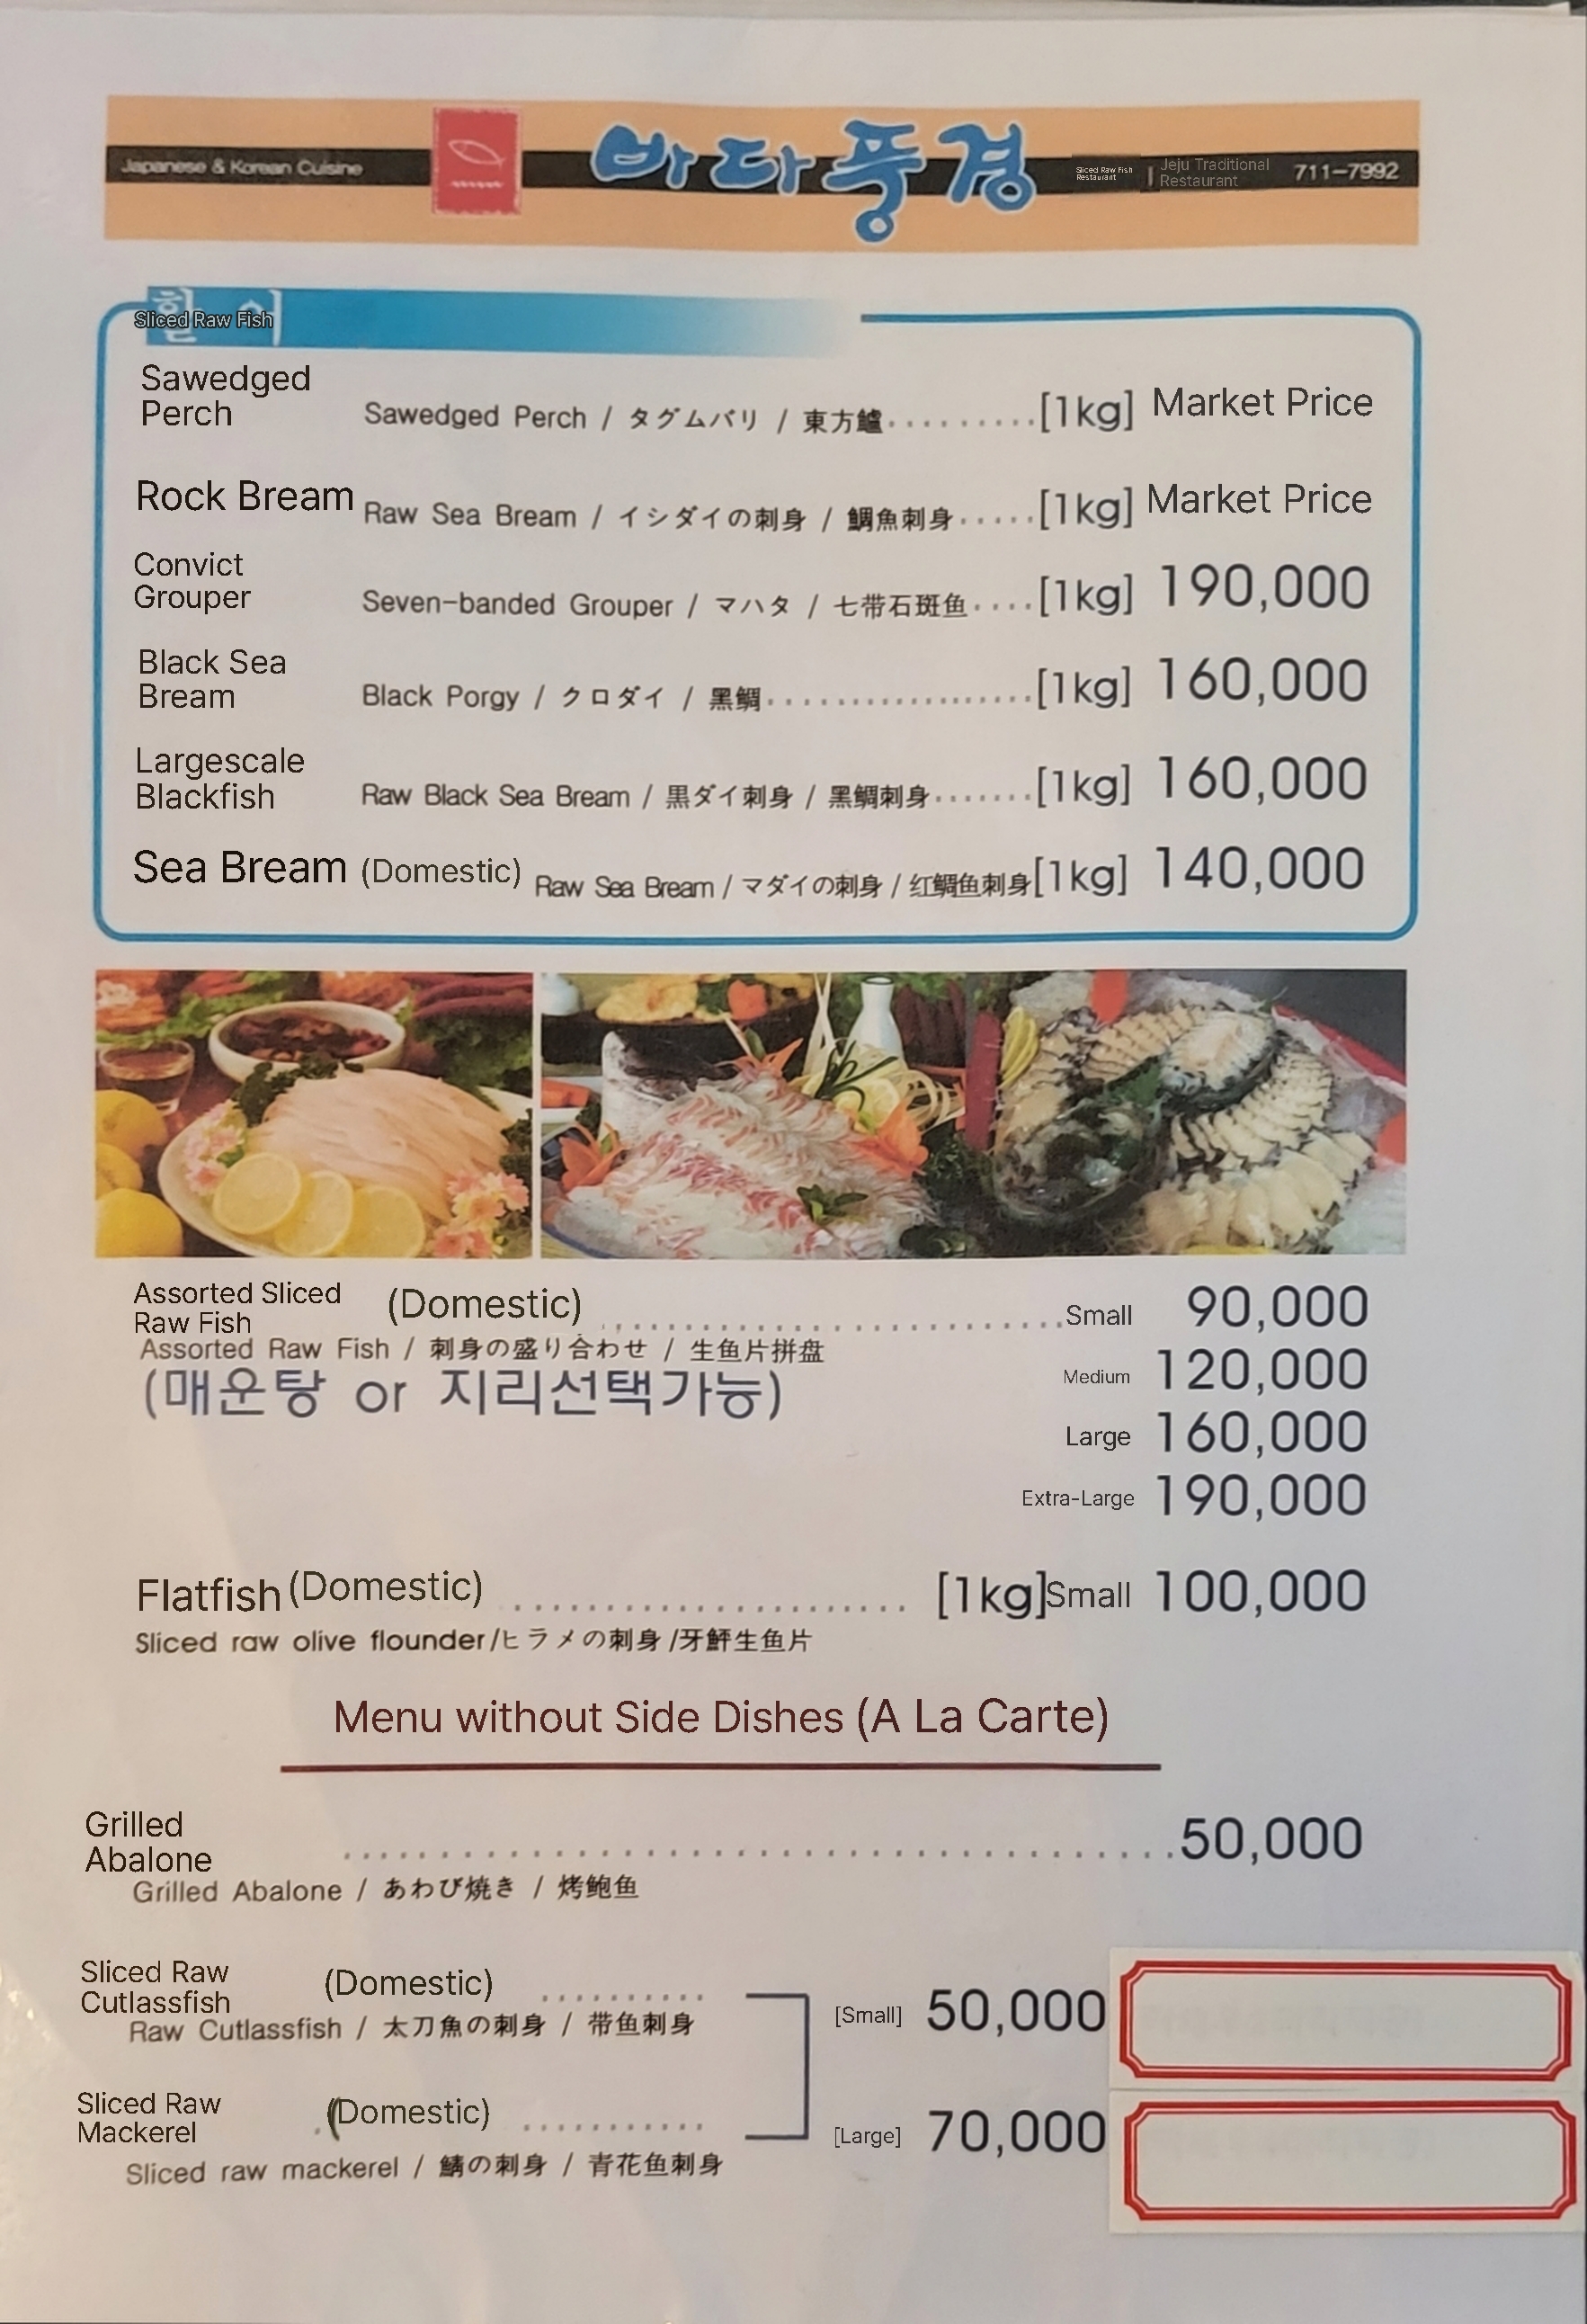 Japanese & Korean Cuisine 바다풍경 Sliced Raw Fish Restaurant | Jeju Traditional Restaurant 711-7992
Sliced Raw Fish
Sawedged Perch Sawedged Perch / タグムバリ / 東方鱸 [1kg] Market Price
Rock Bream Raw Sea Bream / イシダイの刺身 / 鯛魚刺身 [1kg] Market Price
Convict Grouper Seven-banded Grouper / マハタ / 七带石斑鱼 [1kg] 190,000
Black Sea Bream Black Porgy / クロダイ / 黑鲷 [1kg] 160,000
Largescale Blackfish Raw Black Sea Bream / 黒ダイ刺身 / 黑鲷刺身 [1kg] 160,000
Sea Bream (Domestic) Raw Sea Bream / マダイの刺身 / 红鲷鱼刺身 [1kg] 140,000
Assorted Sliced Raw Fish (Domestic) Small 90,000
Assorted Raw Fish / 刺身の盛り合わせ / 生鱼片拼盘
Medium 120,000
(매운탕 or 지리선택가능)
Large 160,000
Extra-Large 190,000
Flatfish (Domestic) [1kg] Small 100,000
Sliced raw olive flounder/ヒラメの刺身/牙鮃生鱼片
Menu without Side Dishes (A La Carte)
Grilled Abalone 50,000
Grilled Abalone / あわび焼き / 烤鲍鱼
Sliced Raw Cutlassfish (Domestic) [Small] 50,000
Raw Cutlassfish / 太刀魚の刺身 / 带鱼刺身
Sliced Raw Mackerel (Domestic) [Large] 70,000
Sliced raw mackerel / 鯖の刺身 / 青花鱼刺身